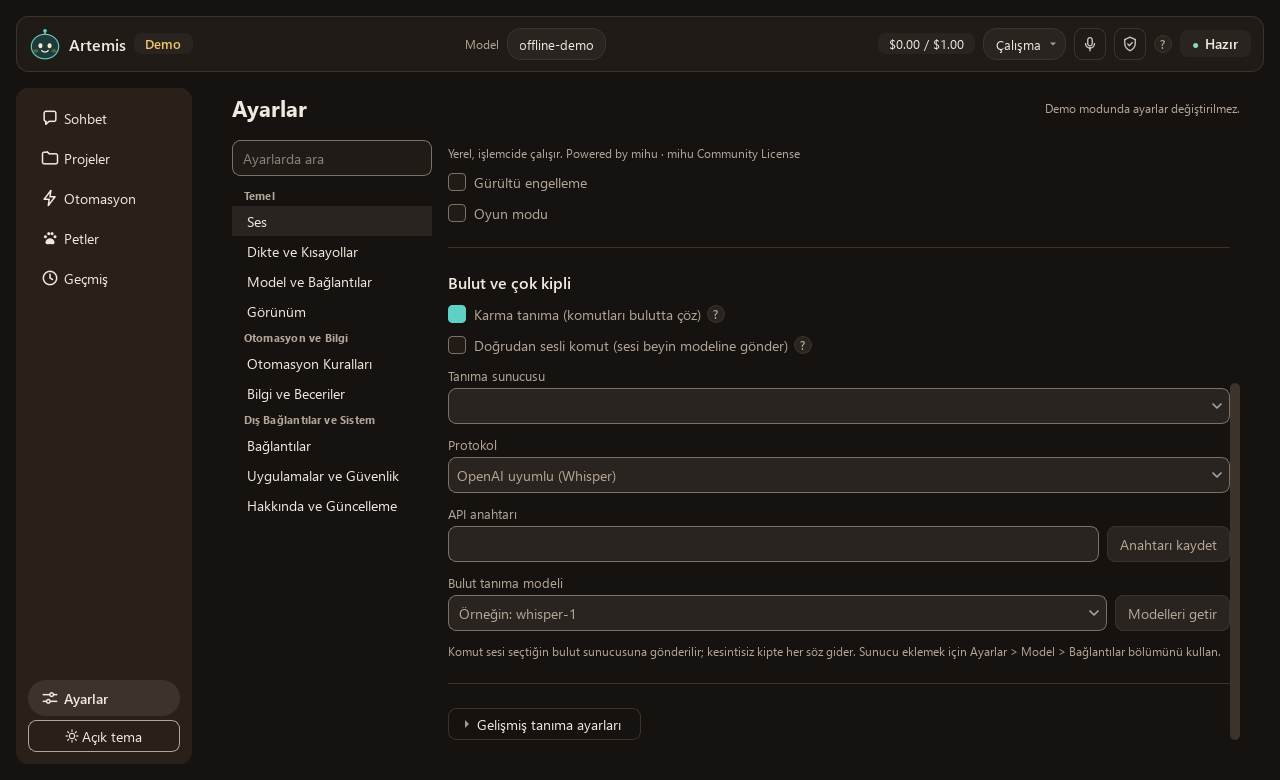 Artemis
Demo
Model
offline-demo
$0.00 / $1.00
Çalışma
?
Hazır
Sohbet
Projeler
Otomasyon
Petler
Geçmiş
Ayarlar
Açık tema
Ayarlar
Demo modunda ayarlar değiştirilmez.
Ayarlarda ara
Temel
Ses
Dikte ve Kısayollar
Model ve Bağlantılar
Görünüm
Otomasyon ve Bilgi
Otomasyon Kuralları
Bilgi ve Beceriler
Dış Bağlantılar ve Sistem
Bağlantılar
Uygulamalar ve Güvenlik
Hakkında ve Güncelleme
Yerel, işlemcide çalışır. Powered by mihu · mihu Community License
Gürültü engelleme
Oyun modu
Bulut ve çok kipli
Karma tanıma (komutları bulutta çöz) ?
Doğrudan sesli komut (sesi beyin modeline gönder) ?
Tanıma sunucusu
Protokol
OpenAI uyumlu (Whisper)
API anahtarı
Anahtarı kaydet
Bulut tanıma modeli
Örneğin: whisper-1
Modelleri getir
Komut sesi seçtiğin bulut sunucusuna gönderilir; kesintisiz kipte her söz gider. Sunucu eklemek için Ayarlar > Model > Bağlantılar bölümünü kullan.
Gelişmiş tanıma ayarları